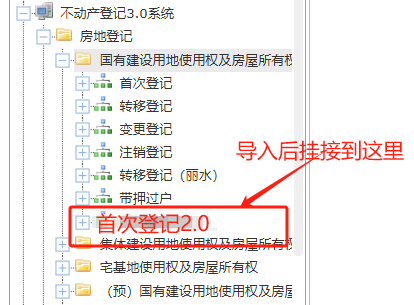 不动产登记3.0系统
房地登记
国有建设用地使用权及房屋所有权
首次登记
转移登记
变更登记
注销登记
导入后挂接到这里
转移登记（丽水）
带押过户
首次登记2.0
集体建设用地使用权及房屋所有权
宅基地使用权及房屋所有权
（预）国有建设用地使用权及房屋